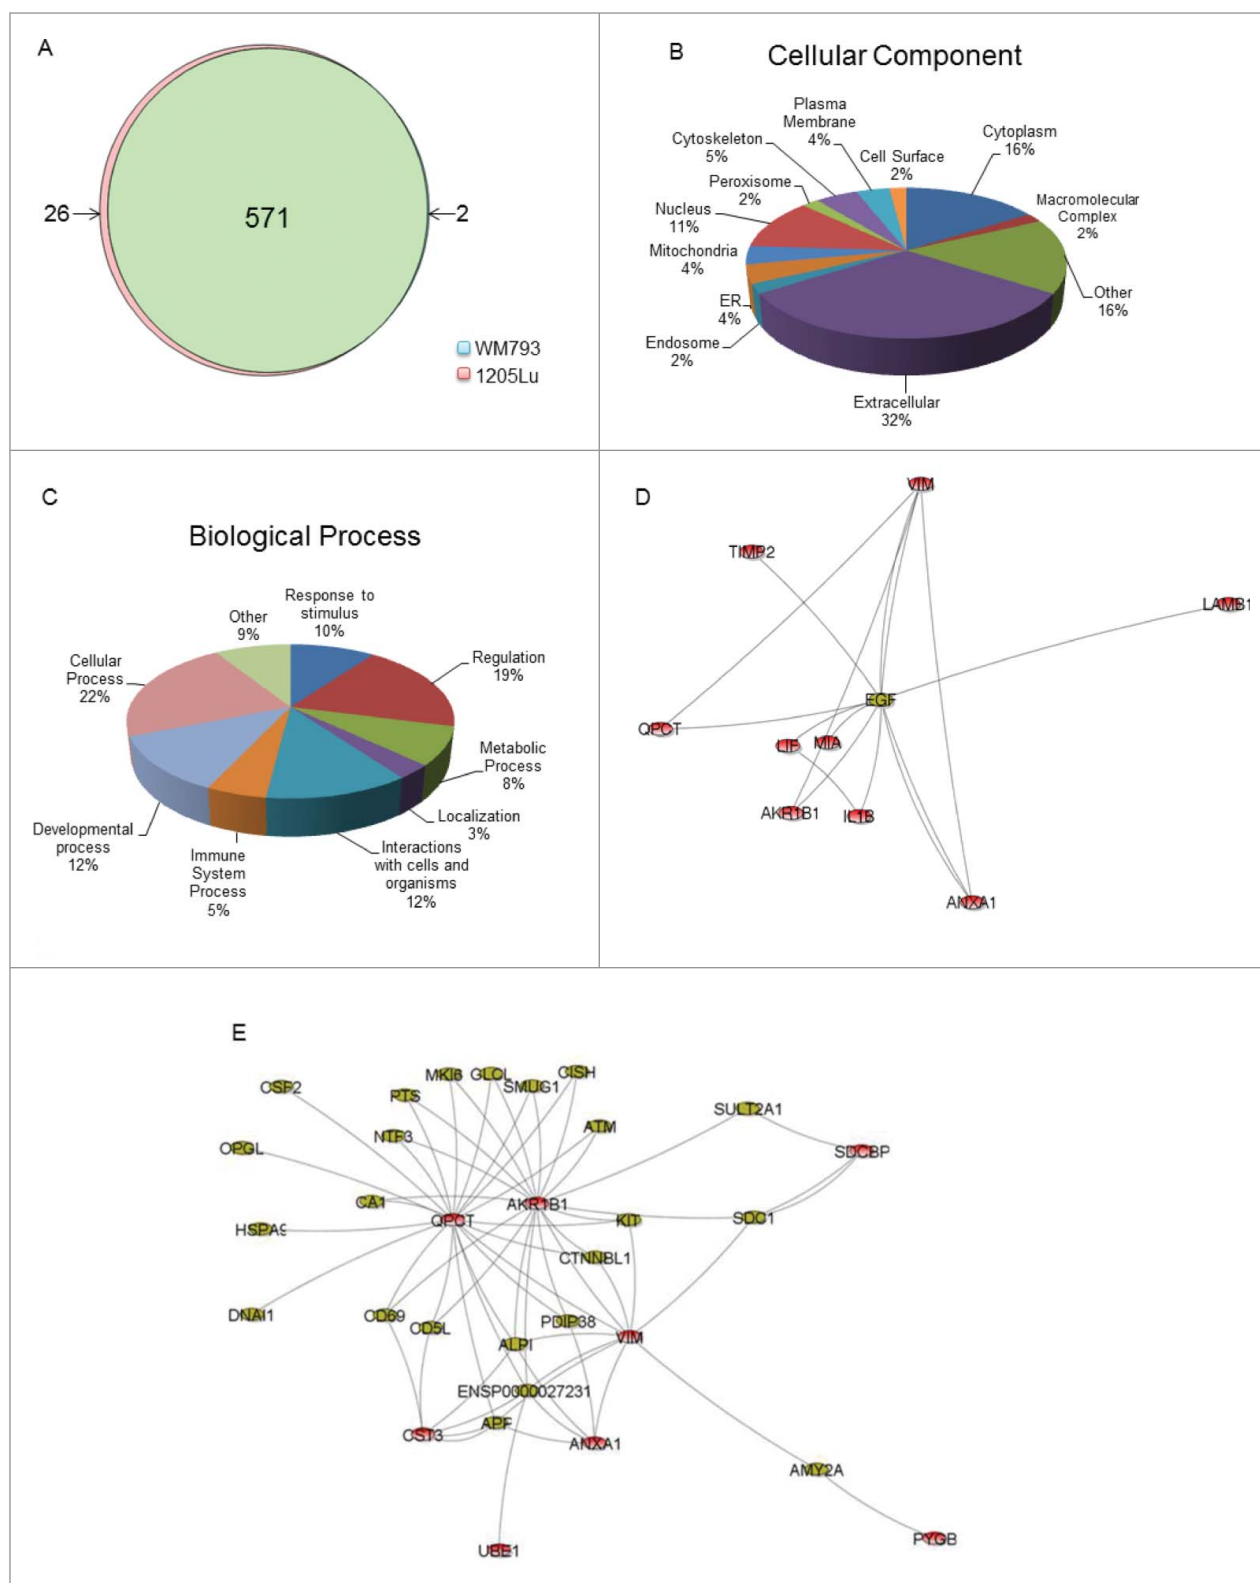 A
26
571
2
WM793
1205Lu
B
Cellular Component
Plasma
Membrane
4%
Cytoskeleton
5%
Cell Surface
2%
Cytoplasm
16%
Peroxisome
2%
Macromolecular
Complex
2%
Nucleus
11%
Mitochondria
4%
ER
4%
Other
16%
Endosome
2%
Extracellular
32%
C
Biological Process
Response to
stimulus
10%
Other
9%
Regulation
19%
Cellular
Process
22%
Metabolic
Process
8%
Localization
3%
Developmental
process
12%
Immune
System
Process
5%
Interactions
with cells and
organisms
12%
D
VIM
TIMP2
LAMB1
EGF
QPCT
LIF
MIA
AKR1B1
IL1B
ANXA1
E
MKI6
GLCL
CISH
CSF2
SMUG1
PTS
SULT2A1
ATM
NTF3
OPGL
SDCBP
CA1
AKR1B1
QPCT
KIT
SDC1
HSPA9
CTNNBL1
DNAI1
CD69
CD5L
PDIP38
VIM
ALPI
ENSP0000027231
APF
CST3
ANXA1
AMY2A
PYGB
UBE1